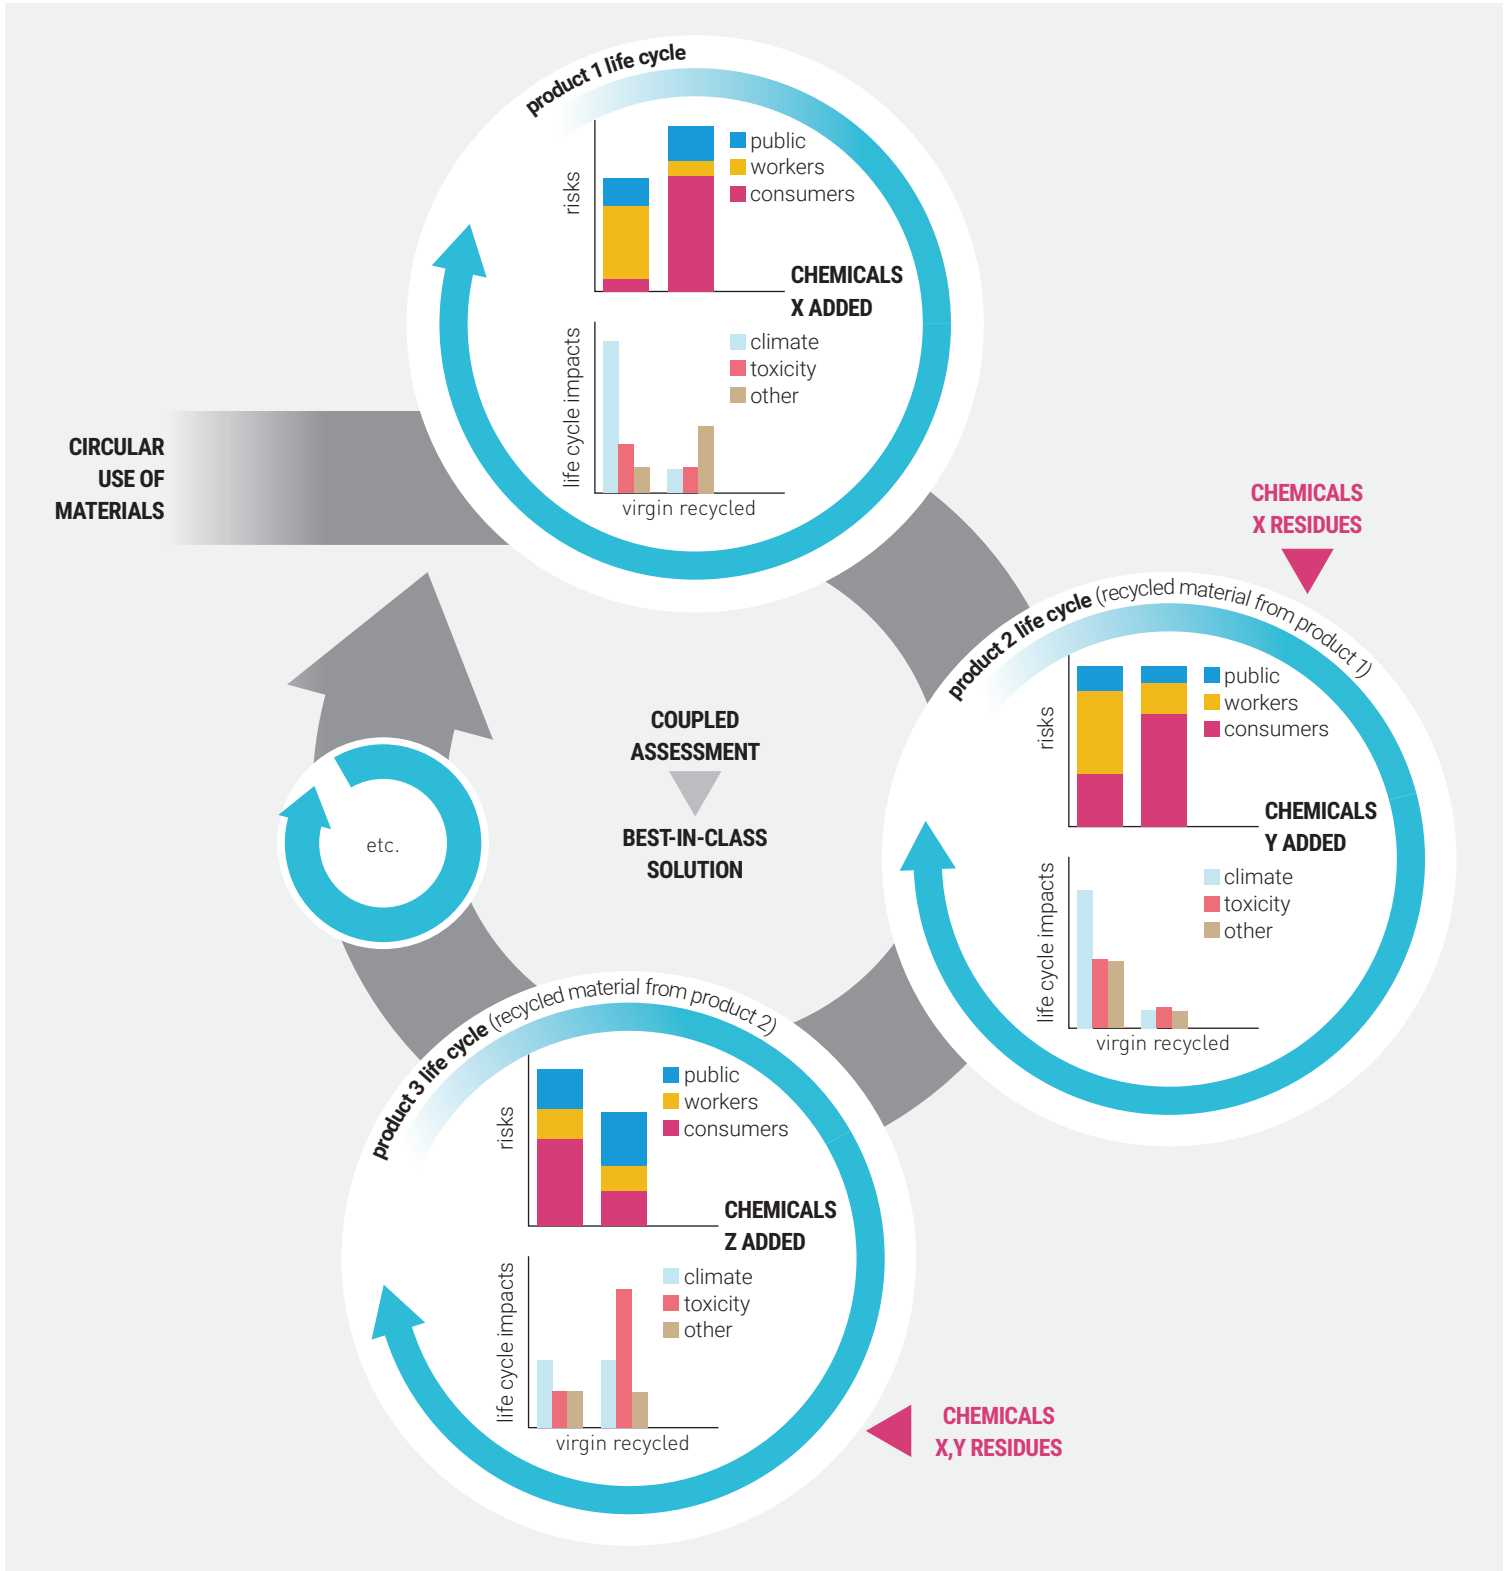 product 1 life cycle
risks
public
workers
consumers
CHEMICALS
X ADDED
life cycle impacts
climate
toxicity
other
virgin recycled
CIRCULAR
USE OF
MATERIALS
CHEMICALS
X RESIDUES
product 2 life cycle (recycled material from product 1)
risks
public
workers
consumers
CHEMICALS
Y ADDED
life cycle impacts
climate
toxicity
other
virgin recycled
COUPLED
ASSESSMENT
BEST-IN-CLASS
SOLUTION
etc.
product 3 life cycle (recycled material from product 2)
risks
public
workers
consumers
CHEMICALS
Z ADDED
life cycle impacts
climate
toxicity
other
virgin recycled
CHEMICALS
X,Y RESIDUES